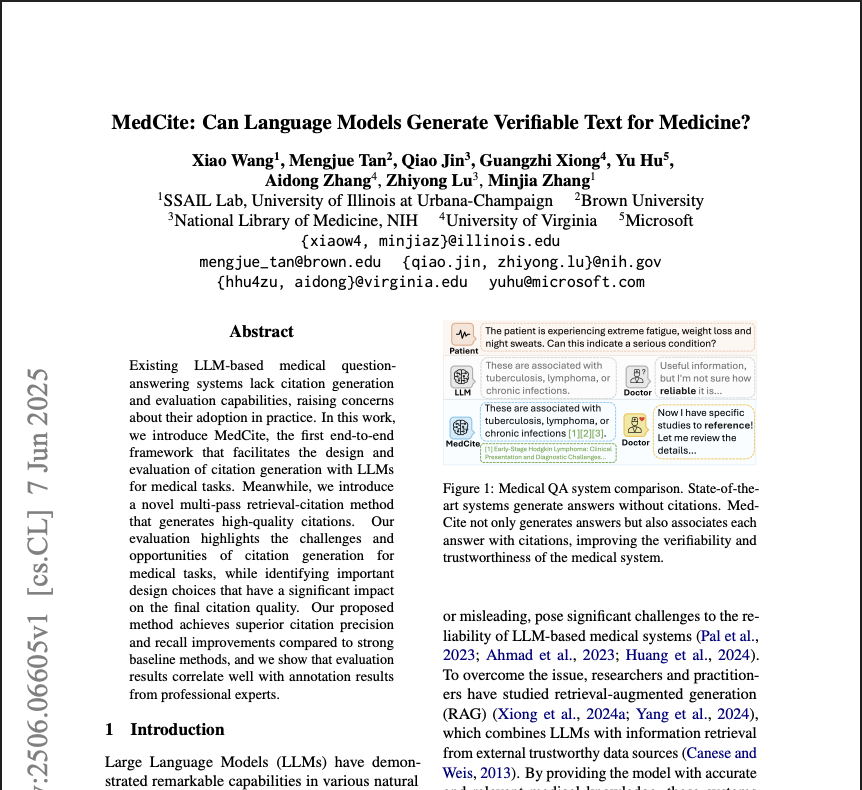 MedCite: Can Language Models Generate Verifiable Text for Medicine?
Xiao Wang1, Mengjue Tan2, Qiao Jin3, Guangzhi Xiong4, Yu Hu5,
Aidong Zhang4, Zhiyong Lu3, Minjia Zhang1
1SSAIL Lab, University of Illinois at Urbana-Champaign 2Brown University
3National Library of Medicine, NIH 4University of Virginia 5Microsoft
{xiaow4, minjiaz}@illinois.edu
mengjue_tan@brown.edu {qiao.jin, zhiyong.lu}@nih.gov
{hhu4zu, aidong}@virginia.edu yuhu@microsoft.com
Abstract
Existing LLM-based medical question-
answering systems lack citation generation
and evaluation capabilities, raising concerns
about their adoption in practice. In this work,
we introduce MedCite, the first end-to-end
framework that facilitates the design and
evaluation of citation generation with LLMs
for medical tasks. Meanwhile, we introduce
a novel multi-pass retrieval-citation method
that generates high-quality citations. Our
evaluation highlights the challenges and
opportunities of citation generation for
medical tasks, while identifying important
design choices that have a significant impact
on the final citation quality. Our proposed
method achieves superior citation precision
and recall improvements compared to strong
baseline methods, and we show that evaluation
results correlate well with annotation results
from professional experts.
1 Introduction
Large Language Models (LLMs) have demon-
strated remarkable capabilities in various natural
Patient
The patient is experiencing extreme fatigue, weight loss and
night sweats. Can this indicate a serious condition?
LLM
These are associated with
tuberculosis, lymphoma, or
chronic infections.
Doctor
Useful information,
but I'm not sure how
reliable it is...
MedCite
These are associated with
tuberculosis, lymphoma, or
chronic infections [1][2][3].
[1] Early-Stage Hodgkin Lymphoma: Clinical
Presentation and Diagnostic Challenges...
Doctor
Now I have specific
studies to reference!
Let me review the
details...
Figure 1: Medical QA system comparison. State-of-the-
art systems generate answers without citations. Med-
Cite not only generates answers but also associates each
answer with citations, improving the verifiability and
trustworthiness of the medical system.
or misleading, pose significant challenges to the re-
liability of LLM-based medical systems (Pal et al.,
2023; Ahmad et al., 2023; Huang et al., 2024).
To overcome the issue, researchers and practition-
ers have studied retrieval-augmented generation
(RAG) (Xiong et al., 2024a; Yang et al., 2024),
which combines LLMs with information retrieval
from external trustworthy data sources (Canese and
Weis, 2013). By providing the model with accurate
v:2506.06605v1 [cs.CL] 7 Jun 2025